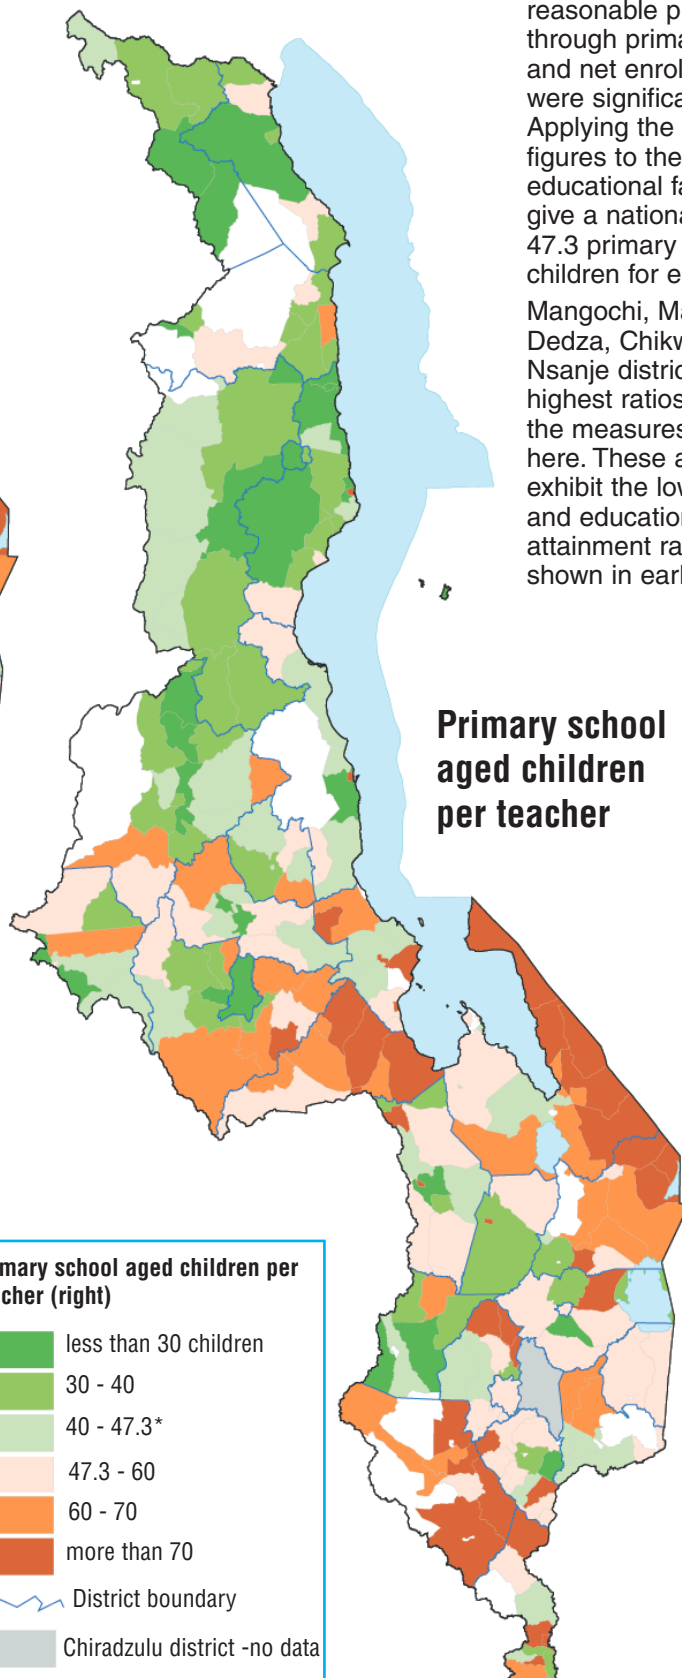 reasonable p
through prima
and net enrol
were significa
Applying the
figures to the
educational fa
give a nationa
47.3 primary
children for e
Mangochi, Ma
Dedza, Chikw
Nsanje distric
highest ratios
the measures
here. These a
exhibit the low
and education
attainment ra
shown in earl
Primary school
aged children
per teacher
mary school aged children per
cher (right)
less than 30 children
30 - 40
40 - 47.3*
47.3 - 60
60 - 70
more than 70
District boundary
Chiradzulu district -no data